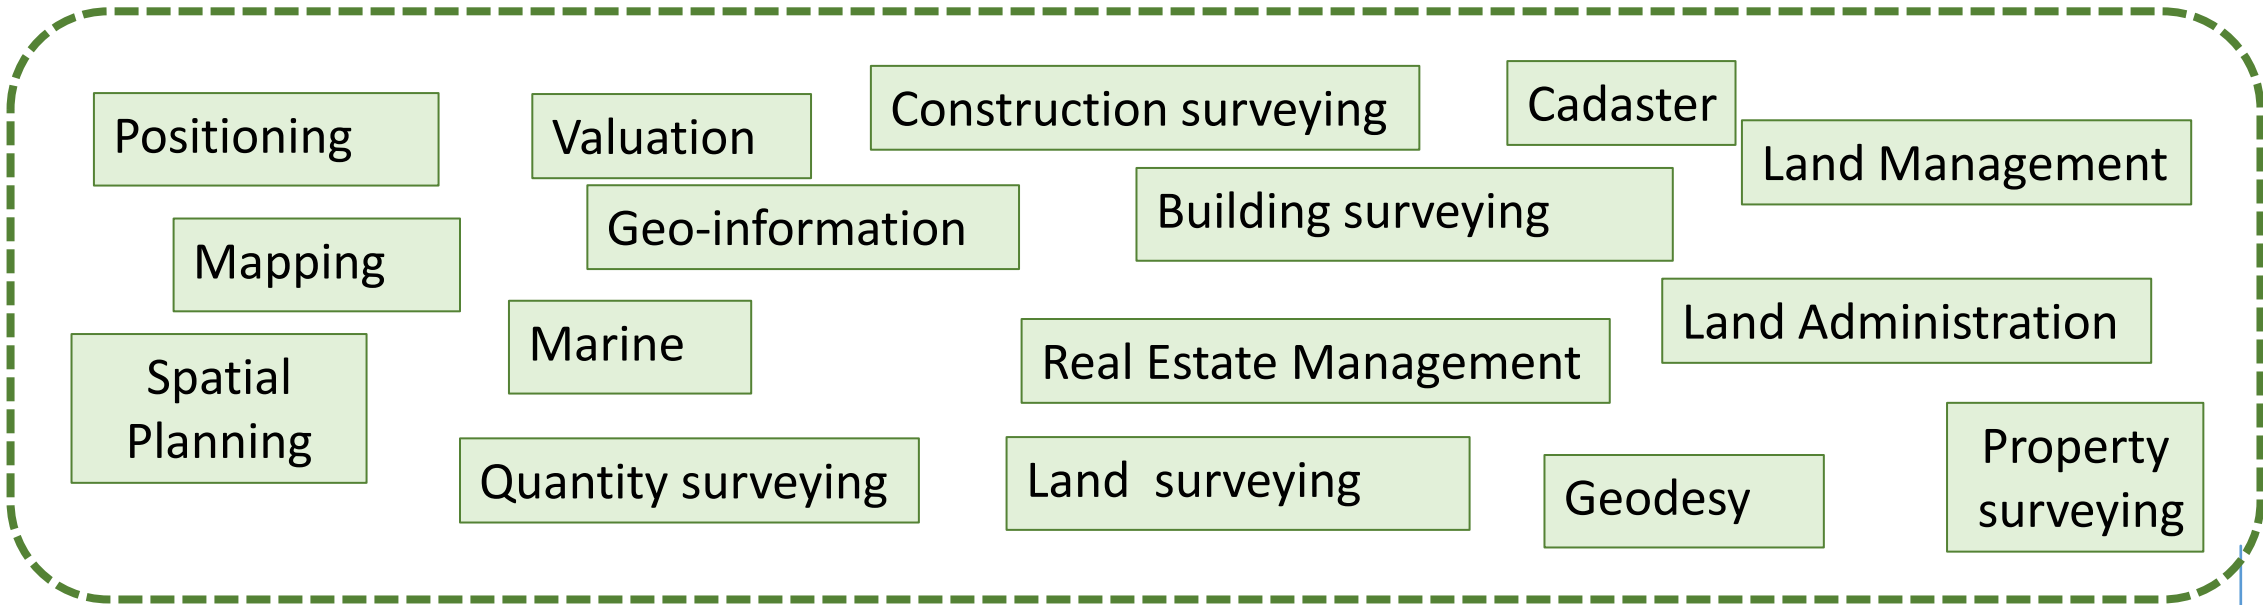 Positioning
Valuation
Construction surveying
Cadaster
Land Management
Mapping
Geo-information
Building surveying
Spatial
Planning
Marine
Real Estate Management
Land Administration
Quantity surveying
Land  surveying
Geodesy
Property
surveying